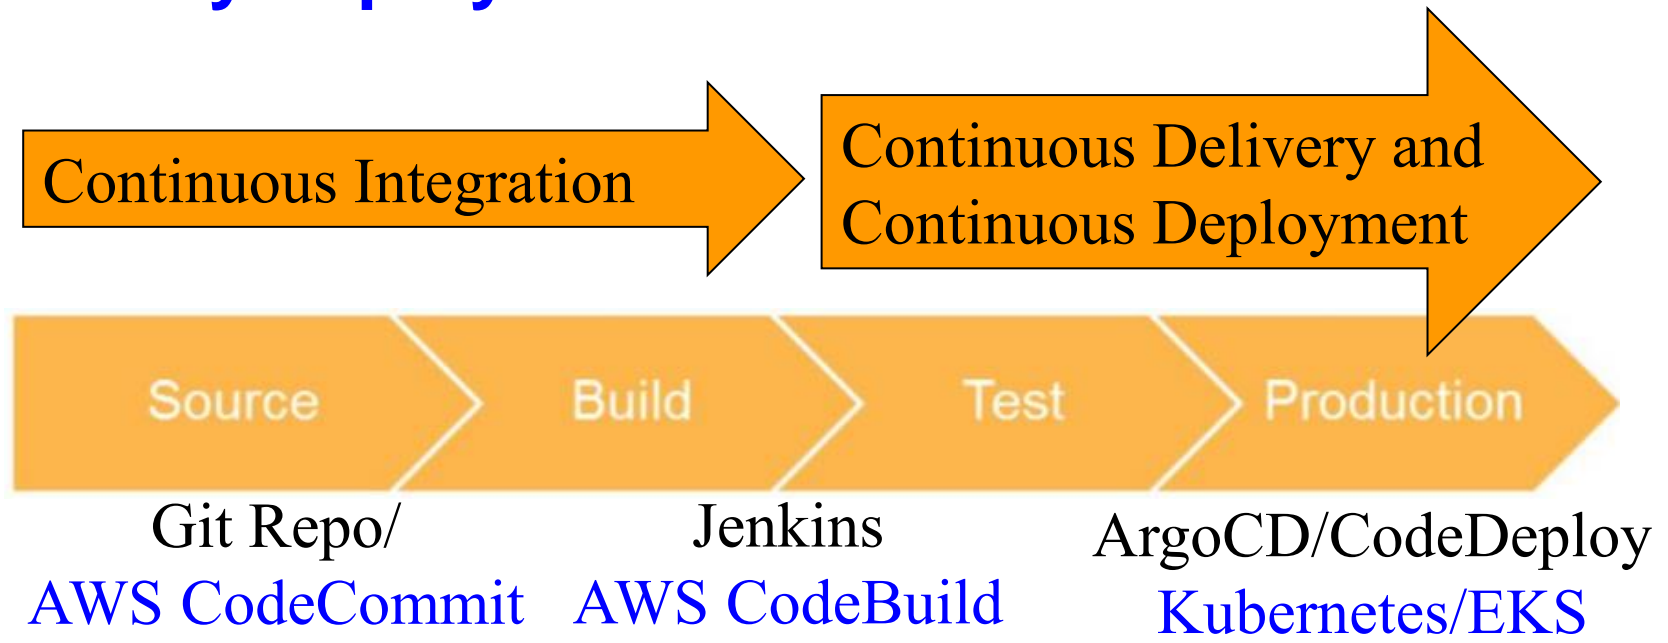 Continuous Integration
Continuous Delivery and
Continuous Deployment
Source
Build
Test
Production
Git Repo/
AWS CodeCommit
Jenkins
AWS CodeBuild
ArgoCD/CodeDeploy
Kubernetes/EKS